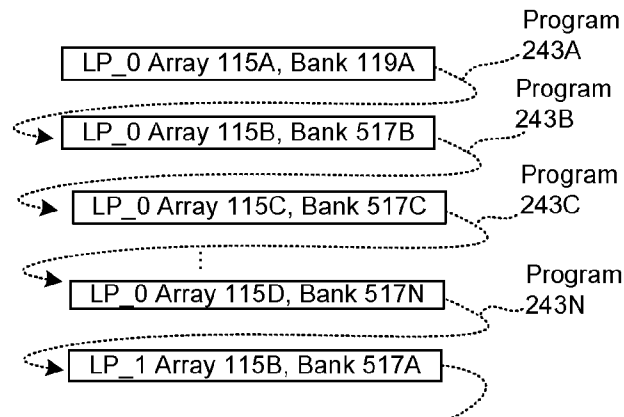 Program
243A
LP_0 Array 115A, Bank 119A
Program
243B
LP_0 Array 115B, Bank 517B
Program
243C
LP_0 Array 115C, Bank 517C
⋮
Program
243N
LP_0 Array 115D, Bank 517N
LP_1 Array 115B, Bank 517A